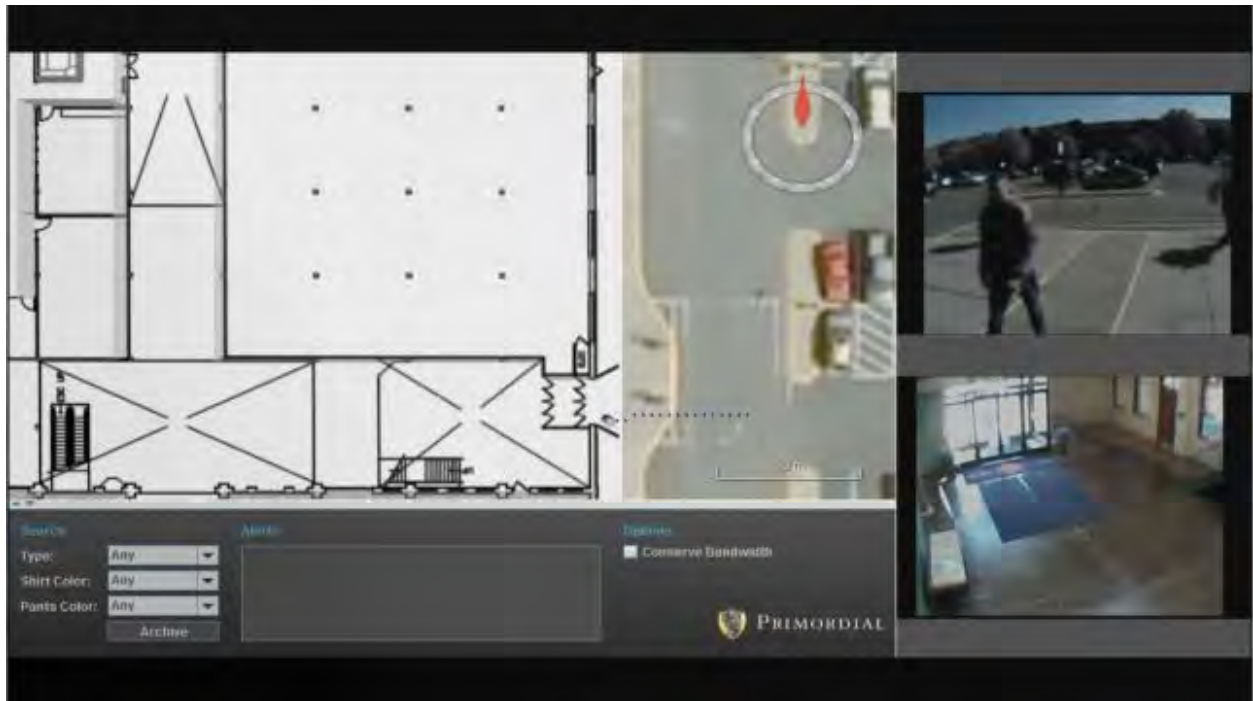 Search
Type: Any
Shirt Color: Any
Pants Color: Any
Archive
Alerts
Options
Conserve Bandwidth
PRIMORDIAL